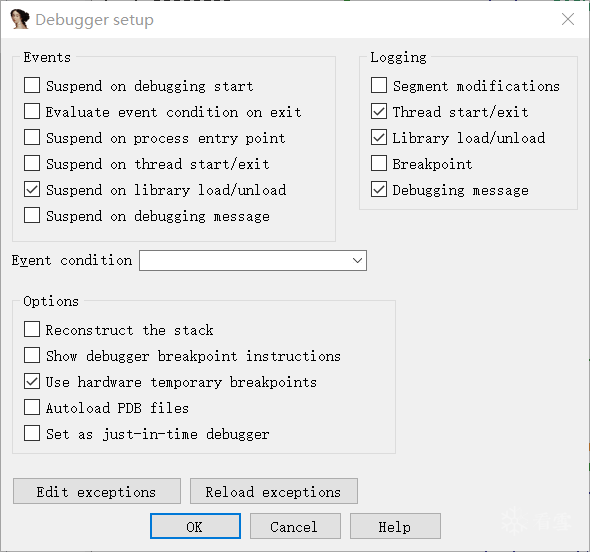 Debugger setup
Events
Suspend on debugging start
Evaluate event condition on exit
Suspend on process entry point
Suspend on thread start/exit
Suspend on library load/unload
Suspend on debugging message
Logging
Segment modifications
Thread start/exit
Library load/unload
Breakpoint
Debugging message
Event condition
Options
Reconstruct the stack
Show debugger breakpoint instructions
Use hardware temporary breakpoints
Autoload PDB files
Set as just-in-time debugger
Edit exceptions
Reload exceptions
OK
Cancel
Help